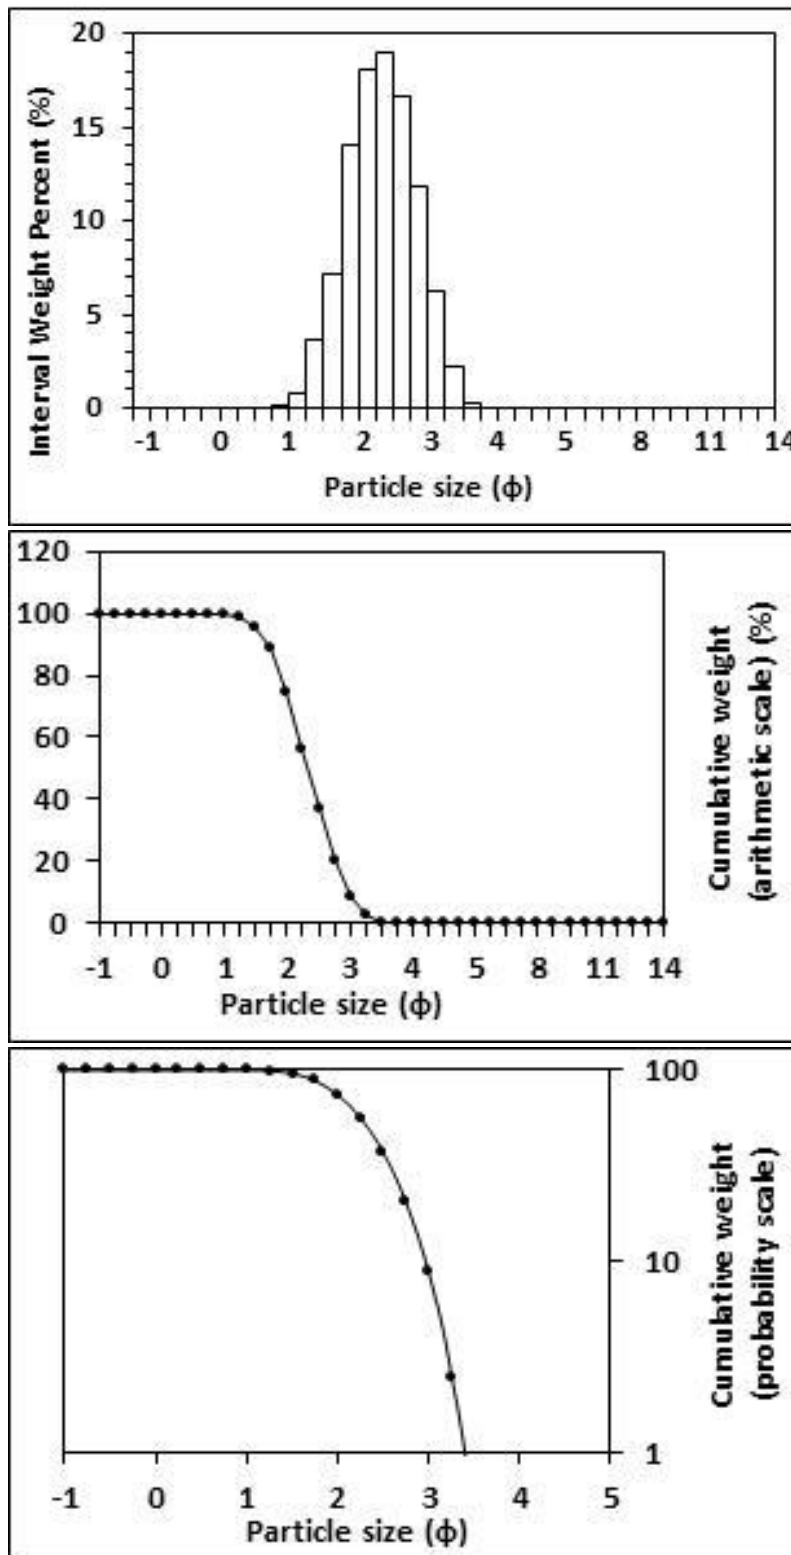 Interval Weight Percent (%)
20
15
10
5
0
-1 0 1 2 3 4 5 8 11 14
Particle size (ϕ)
120
100
80
60
40
20
0
-1 0 1 2 3 4 5 8 11 14
Particle size (ϕ)
Cumulative weight
(arithmetic scale) (%)
100
10
1
-1 0 1 2 3 4 5
Particle size (ϕ)
Cumulative weight
(probability scale)